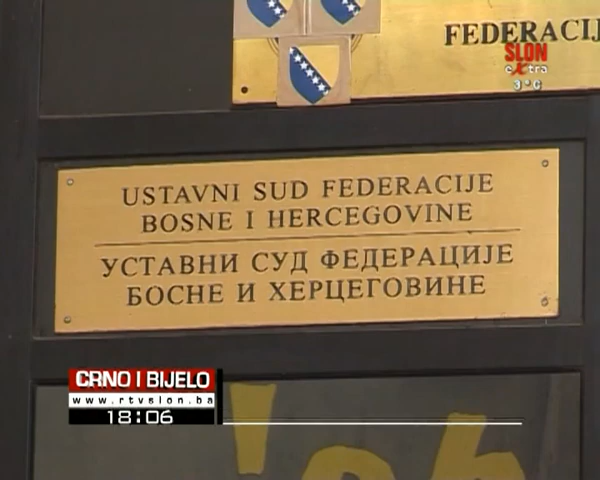 FEDERACIJ
SLON
extra
3°C
USTAVNI SUD FEDERACIJE
BOSNE I HERCEGOVINE
УСТАВНИ СУД ФЕДЕРАЦИЈЕ
БОСНЕ И ХЕРЦЕГОВИНЕ
CRNO I BIJELO
www.rtvslon.ba
18:06